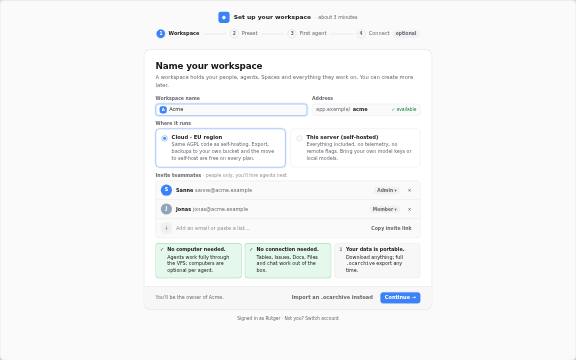 Set up your workspace about 3 minutes
1 Workspace 2 Preset 3 First agent 4 Connect optional
Name your workspace
A workspace holds your people, agents, Spaces and everything they work on. You can create more
later.
Workspace name
A Acme
Address
app.example/ acme ✓ available
Where it runs
Cloud · EU region
Same AGPL code as self-hosting. Export,
backups to your own bucket and the move
to self-host are free on every plan.
This server (self-hosted)
Everything included, no telemetry, no
remote flags. Bring your own model keys or
local models.
Invite teammates · people only, you'll hire agents next
S Sanne sanne@acme.example Admin ▾ ×
J Jonas jonas@acme.example Member ▾ ×
+ Add an email or paste a list... Copy invite link
✓ No computer needed.
Agents work fully through
the VFS; computers are
optional per agent.
✓ No connection needed.
Tables, Issues, Docs, Files
and chat work out of the
box.
Your data is portable.
Download anything; full
.ocarchive export any
time.
You'll be the owner of Acme. Import an .ocarchive instead Continue →
Signed in as Rutger · Not you? Switch account